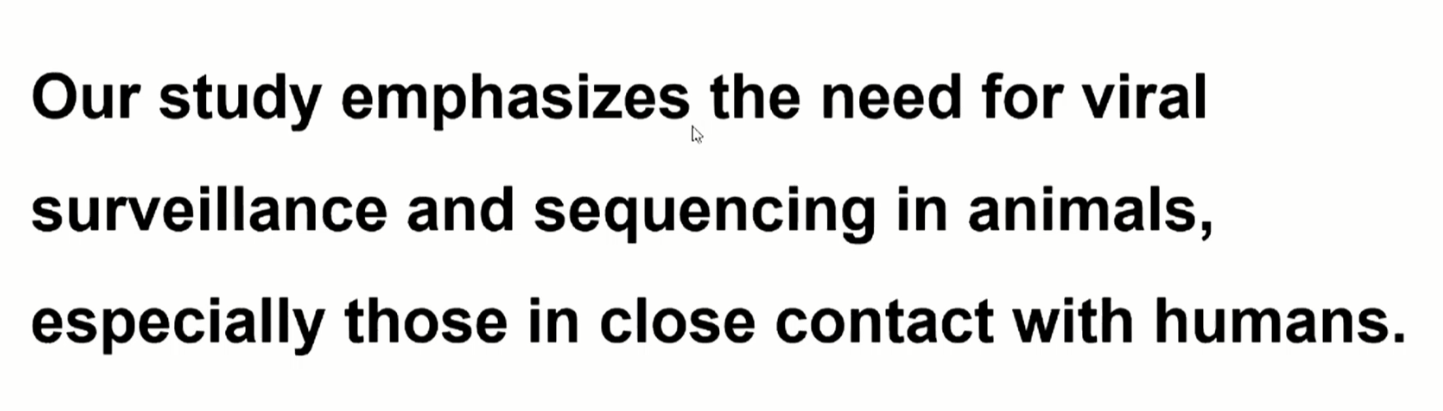 Our study emphasizes the need for viral
surveillance and sequencing in animals,
especially those in close contact with humans.